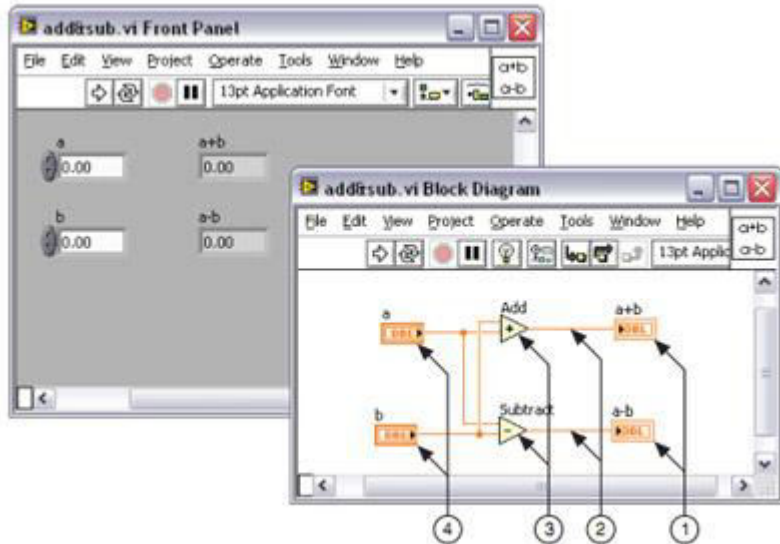 add&sub.vi Front Panel
File Edit View Project Operate Tools Window Help
13pt Application Font
a+b
a-b
a
0.00
a+b
0.00
b
0.00
a-b
0.00
add&sub.vi Block Diagram
File Edit View Project Operate Tools Window Help
13pt Applic
a+b
a-b
a
DBL
Add
+
a+b
DBL
b
DBL
Subtract
-
a-b
DBL
4
3
2
1